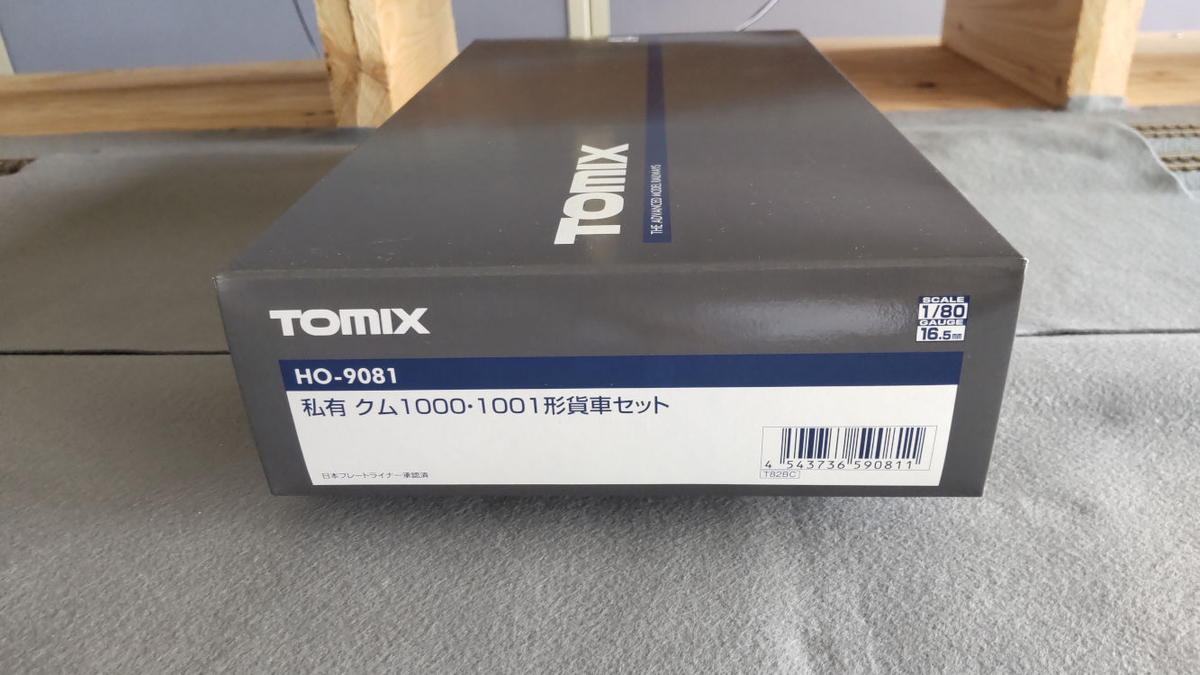 TOMIX
THE ADVANCED MODEL RAILWAYS
TOMIX
SCALE
1/80
GAUGE
16.5mm
HO-9081
私有 クム1000・1001形貨車セット
4 543736 590811
T82BC
日本フレートライナー承認済